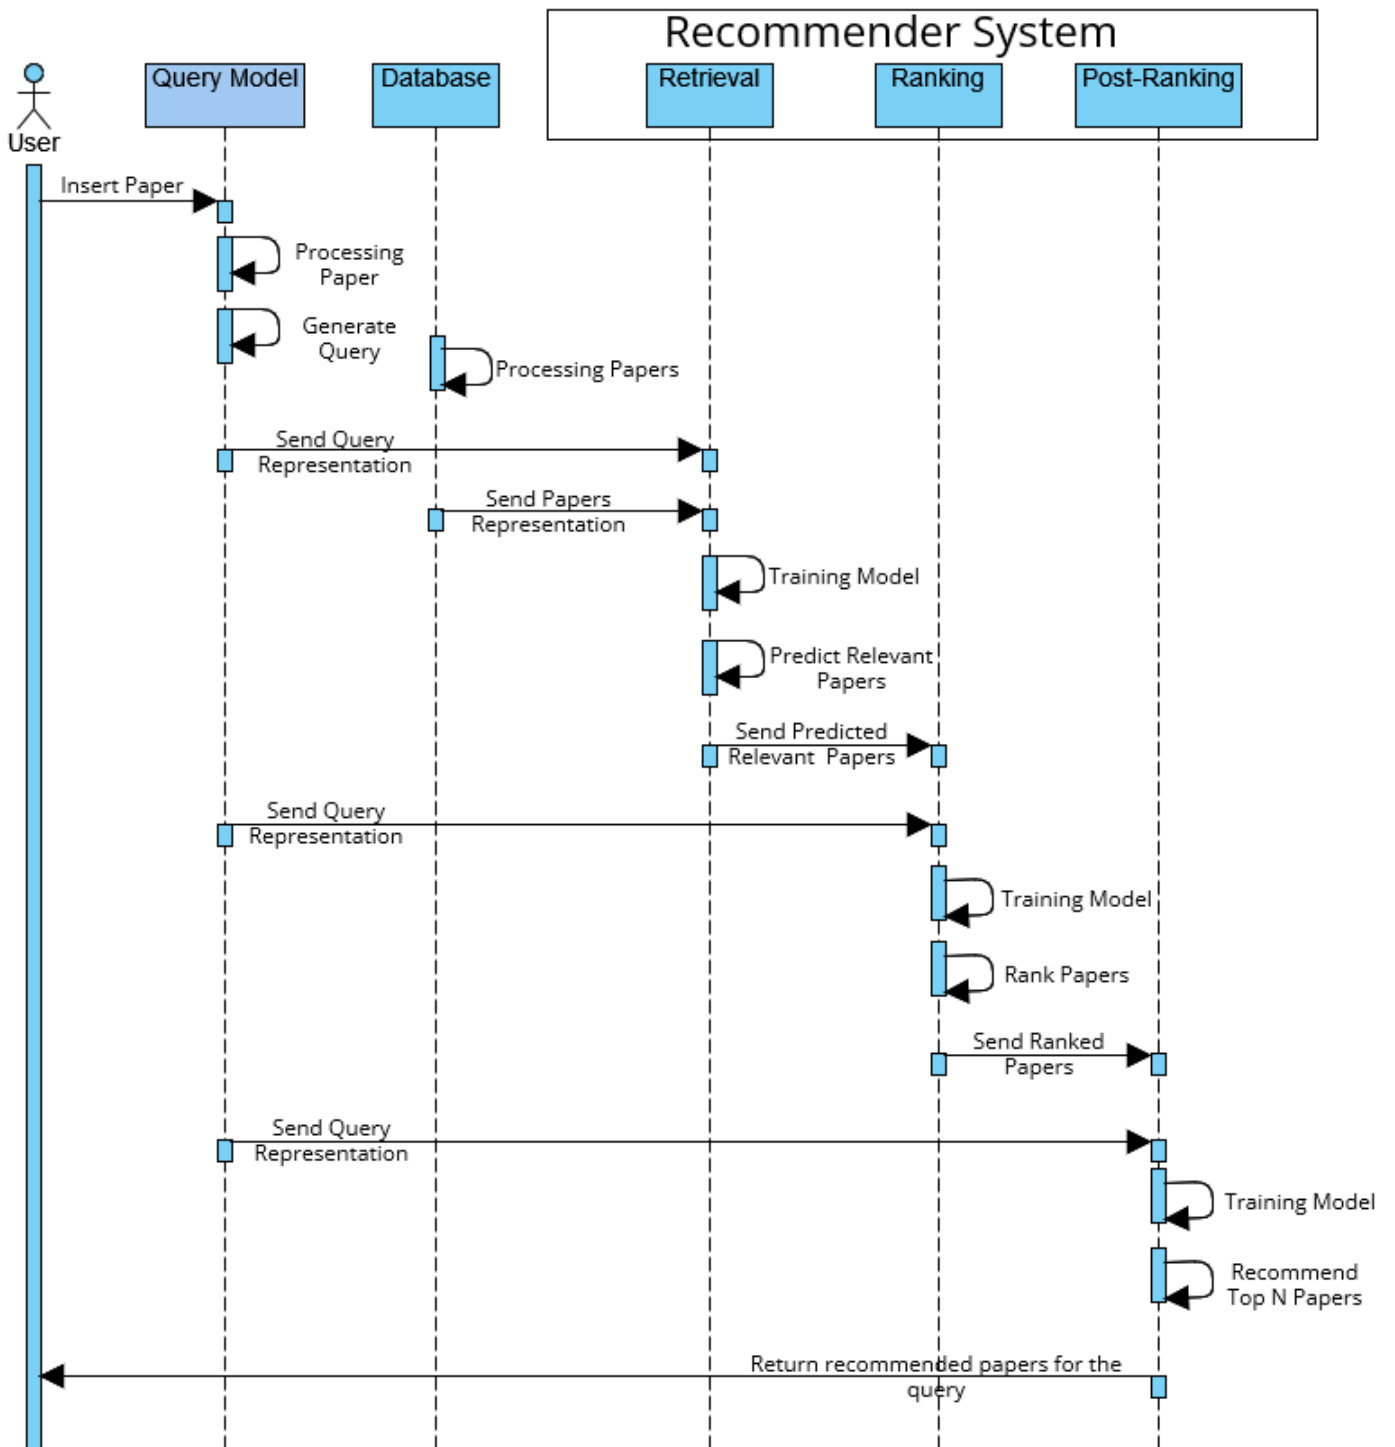 Recommender System
Query Model
Database
Retrieval
Ranking
Post-Ranking
User
Insert Paper
Processing
Paper
Generate
Query
Processing Papers
Send Query
Representation
Send Papers
Representation
Training Model
Predict Relevant
Papers
Send Predicted
Relevant Papers
Send Query
Representation
Training Model
Rank Papers
Send Ranked
Papers
Send Query
Representation
Training Model
Recommend
Top N Papers
Return recommended papers for the
query